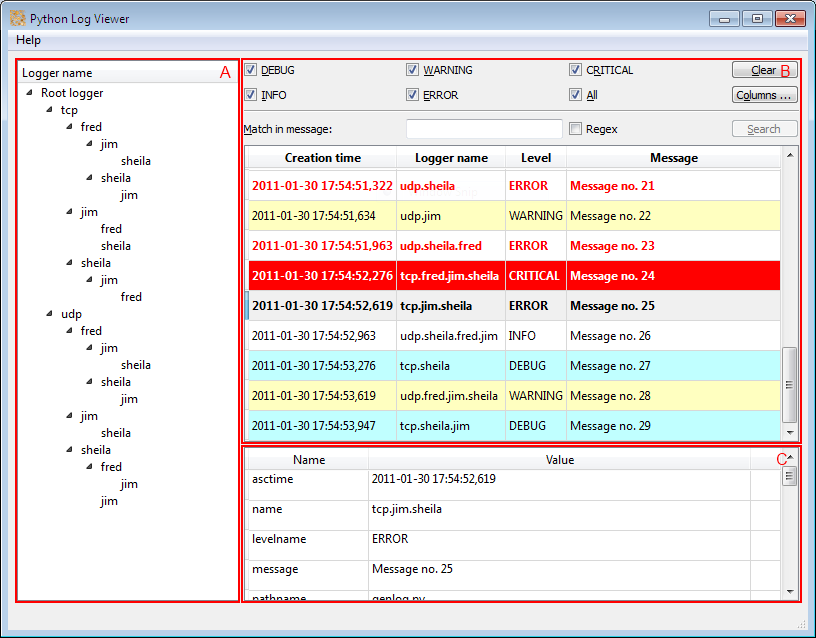 Python Log Viewer
Help
Logger name A
Root logger
tcp
fred
jim
sheila
sheila
jim
jim
fred
sheila
sheila
jim
fred
udp
fred
jim
sheila
sheila
jim
jim
sheila
sheila
fred
jim
jim
DEBUG WARNING CRITICAL Clear B
INFO ERROR All Columns ...
Match in message: Regex Search
Creation time Logger name Level Message
2011-01-30 17:54:51,322 udp.sheila ERROR Message no. 21
2011-01-30 17:54:51,634 udp.jim WARNING Message no. 22
2011-01-30 17:54:51,963 udp.sheila.fred ERROR Message no. 23
2011-01-30 17:54:52,276 tcp.fred.jim.sheila CRITICAL Message no. 24
2011-01-30 17:54:52,619 tcp.jim.sheila ERROR Message no. 25
2011-01-30 17:54:52,963 udp.sheila.fred.jim INFO Message no. 26
2011-01-30 17:54:53,276 tcp.sheila DEBUG Message no. 27
2011-01-30 17:54:53,619 udp.fred.jim.sheila WARNING Message no. 28
2011-01-30 17:54:53,947 tcp.sheila.jim DEBUG Message no. 29
Name Value C
asctime 2011-01-30 17:54:52,619
name tcp.jim.sheila
levelname ERROR
message Message no. 25
pathname genlog.py